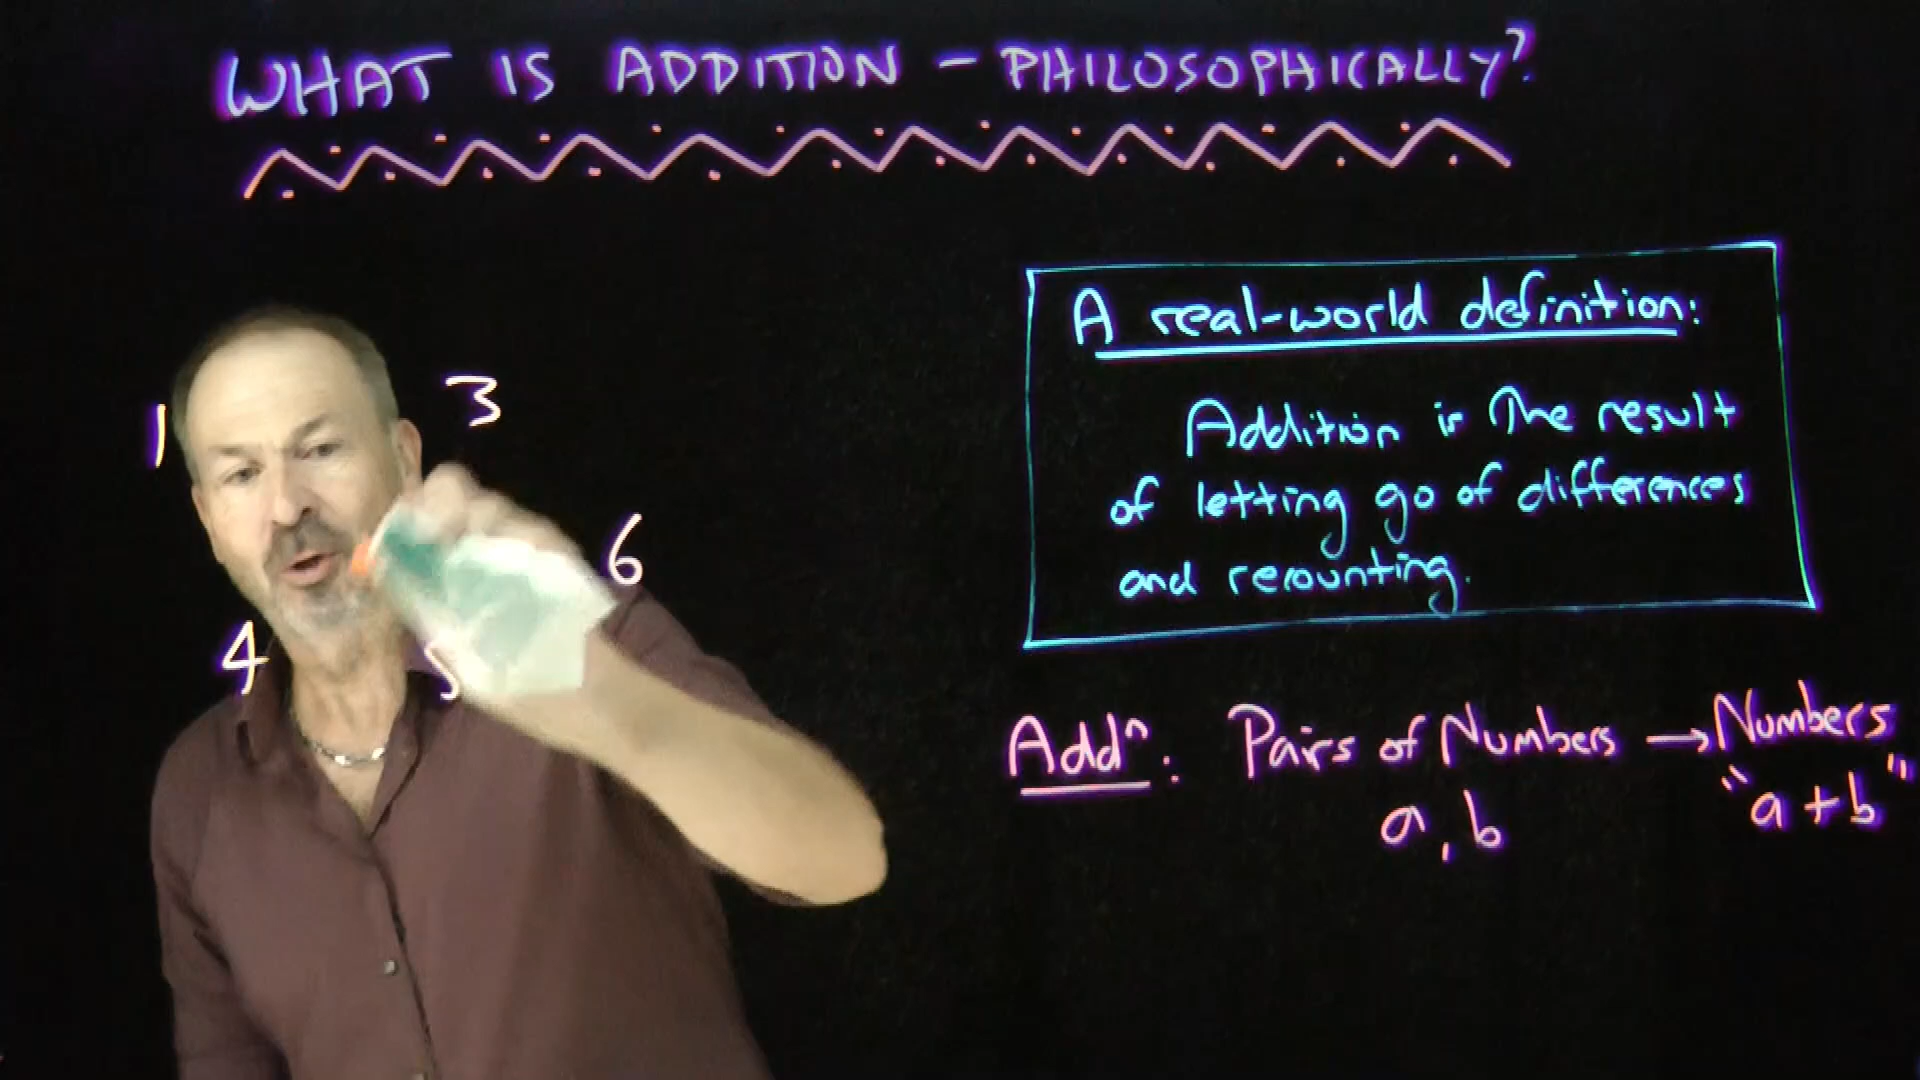 WHAT IS ADDITION - PHILOSOPHICALLY?
A real-world definition:
Addition is the result
of letting go of differences
and recounting.
1
3
6
4
5
Addn: Pairs of Numbers → Numbers
a, b "a + b"